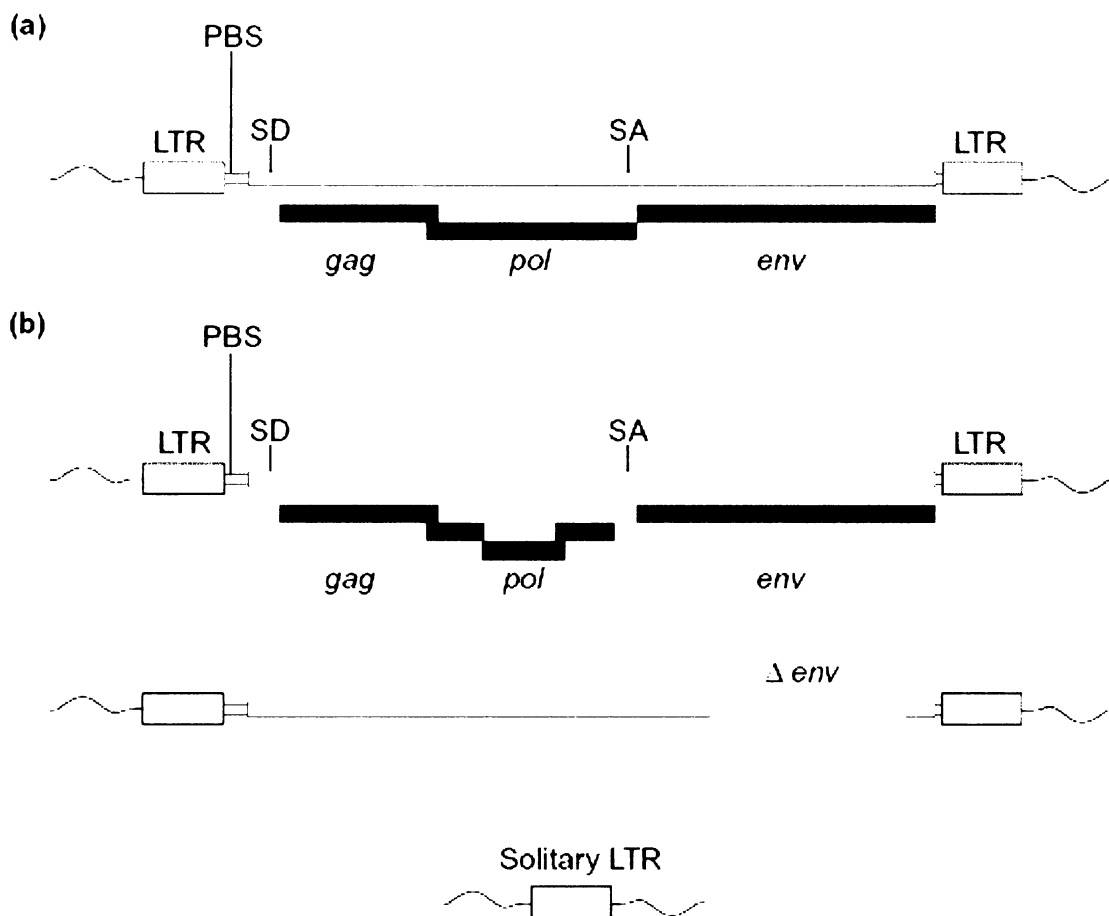 (a)
PBS
SD
SA
LTR
LTR
gag
pol
env
(b)
PBS
SD
SA
LTR
LTR
gag
pol
env
Δ env
Solitary LTR